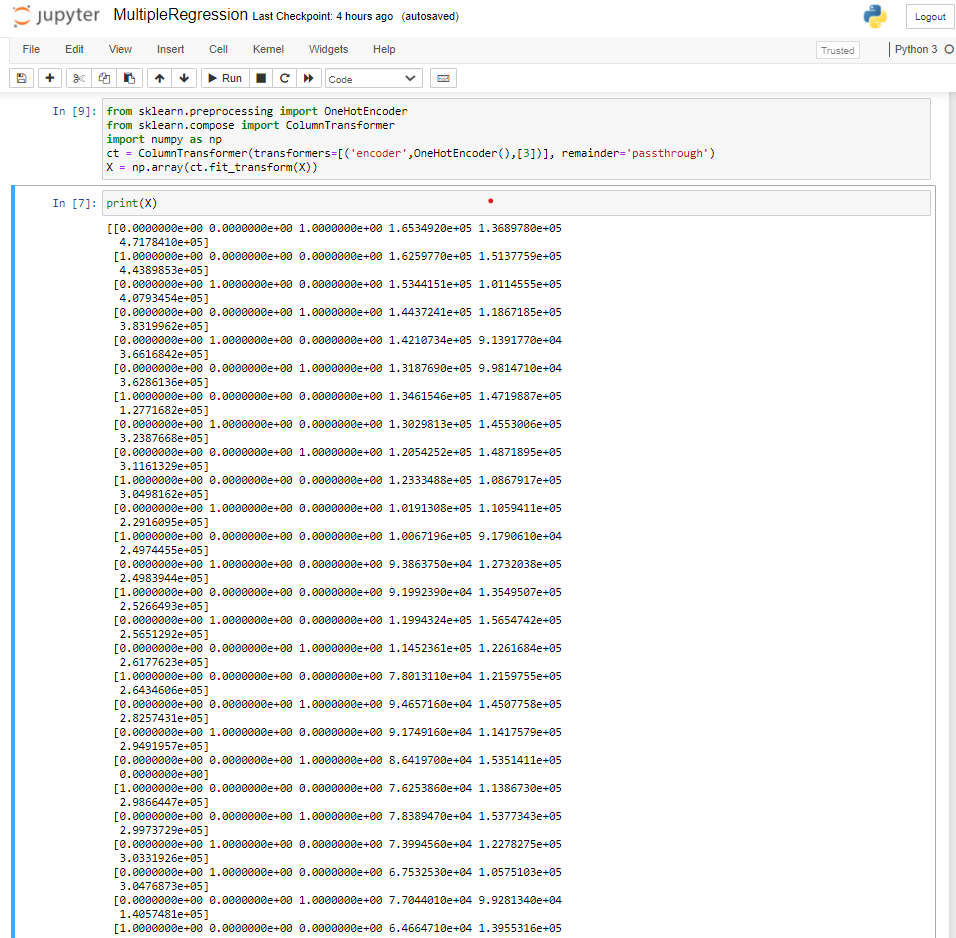 jupyter MultipleRegression Last Checkpoint: 4 hours ago (autosaved) Logout
File Edit View Insert Cell Kernel Widgets Help Trusted Python 3
Run Code
In [9]: from sklearn.preprocessing import OneHotEncoder
from sklearn.compose import ColumnTransformer
import numpy as np
ct = ColumnTransformer(transformers=[('encoder',OneHotEncoder(),[3])], remainder='passthrough')
X = np.array(ct.fit_transform(X))
In [7]: print(X)
[[0.0000000e+00 0.0000000e+00 1.0000000e+00 1.6534920e+05 1.3689780e+05
4.7178410e+05]
[1.0000000e+00 0.0000000e+00 0.0000000e+00 1.6259770e+05 1.5137759e+05
4.4389853e+05]
[0.0000000e+00 1.0000000e+00 0.0000000e+00 1.5344151e+05 1.0114555e+05
4.0793454e+05]
[0.0000000e+00 0.0000000e+00 1.0000000e+00 1.4437241e+05 1.1867185e+05
3.8319962e+05]
[0.0000000e+00 1.0000000e+00 0.0000000e+00 1.4210734e+05 9.1391770e+04
3.6616842e+05]
[0.0000000e+00 0.0000000e+00 1.0000000e+00 1.3187690e+05 9.9814710e+04
3.6286136e+05]
[1.0000000e+00 0.0000000e+00 0.0000000e+00 1.3461546e+05 1.4719887e+05
1.2771682e+05]
[0.0000000e+00 1.0000000e+00 0.0000000e+00 1.3029813e+05 1.4553006e+05
3.2387668e+05]
[0.0000000e+00 0.0000000e+00 1.0000000e+00 1.2054252e+05 1.4871895e+05
3.1161329e+05]
[1.0000000e+00 0.0000000e+00 0.0000000e+00 1.2333488e+05 1.0867917e+05
3.0498162e+05]
[0.0000000e+00 1.0000000e+00 0.0000000e+00 1.0191308e+05 1.1059411e+05
2.2916095e+05]
[1.0000000e+00 0.0000000e+00 0.0000000e+00 1.0067196e+05 9.1790610e+04
2.4974455e+05]
[0.0000000e+00 1.0000000e+00 0.0000000e+00 9.3863750e+04 1.2732038e+05
2.4983944e+05]
[1.0000000e+00 0.0000000e+00 0.0000000e+00 9.1992390e+04 1.3549507e+05
2.5266493e+05]
[0.0000000e+00 1.0000000e+00 0.0000000e+00 1.1994324e+05 1.5654742e+05
2.5651292e+05]
[0.0000000e+00 0.0000000e+00 1.0000000e+00 1.1452361e+05 1.2261684e+05
2.6177623e+05]
[1.0000000e+00 0.0000000e+00 0.0000000e+00 7.8013110e+04 1.2159755e+05
2.6434606e+05]
[0.0000000e+00 0.0000000e+00 1.0000000e+00 9.4657160e+04 1.4507758e+05
2.8257431e+05]
[0.0000000e+00 1.0000000e+00 0.0000000e+00 9.1749160e+04 1.1417579e+05
2.9491957e+05]
[0.0000000e+00 0.0000000e+00 1.0000000e+00 8.6419700e+04 1.5351411e+05
0.0000000e+00]
[1.0000000e+00 0.0000000e+00 0.0000000e+00 7.6253860e+04 1.1386730e+05
2.9866447e+05]
[0.0000000e+00 0.0000000e+00 1.0000000e+00 7.8389470e+04 1.5377343e+05
2.9973729e+05]
[0.0000000e+00 1.0000000e+00 0.0000000e+00 7.3994560e+04 1.2278275e+05
3.0331926e+05]
[0.0000000e+00 1.0000000e+00 0.0000000e+00 6.7532530e+04 1.0575103e+05
3.0476873e+05]
[0.0000000e+00 0.0000000e+00 1.0000000e+00 7.7044010e+04 9.9281340e+04
1.4057481e+05]
[1.0000000e+00 0.0000000e+00 0.0000000e+00 6.4664710e+04 1.3955316e+05